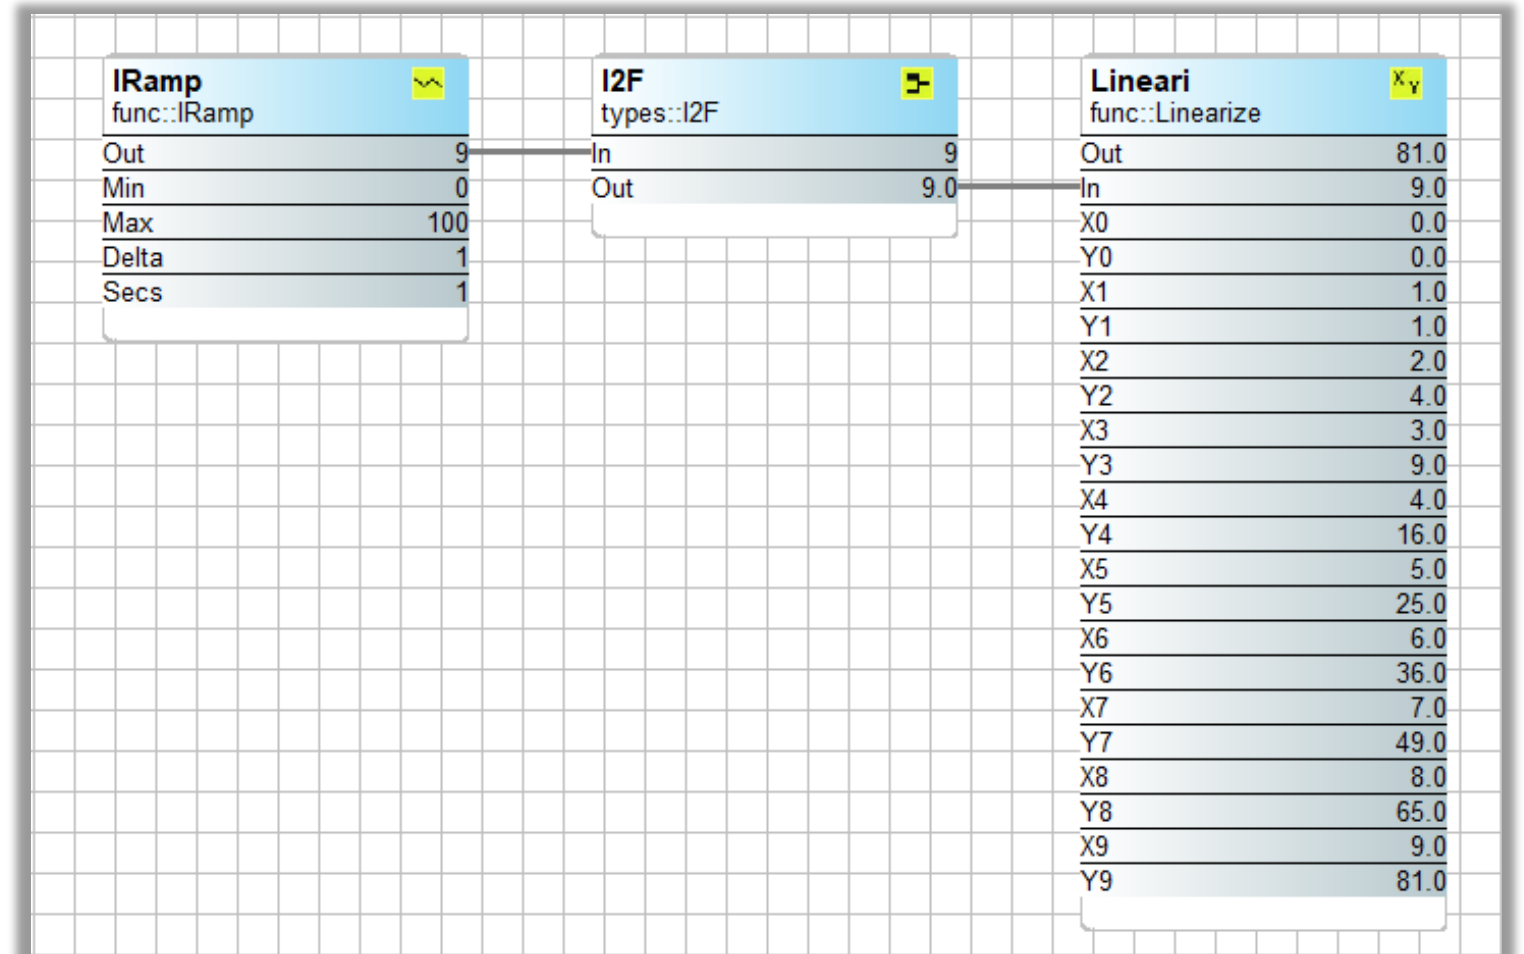 IRamp
func::IRamp
Out 9
Min 0
Max 100
Delta 1
Secs 1
I2F
types::I2F
In 9
Out 9.0
Lineari
func::Linearize
X Y
Out 81.0
In 9.0
X0 0.0
Y0 0.0
X1 1.0
Y1 1.0
X2 2.0
Y2 4.0
X3 3.0
Y3 9.0
X4 4.0
Y4 16.0
X5 5.0
Y5 25.0
X6 6.0
Y6 36.0
X7 7.0
Y7 49.0
X8 8.0
Y8 65.0
X9 9.0
Y9 81.0